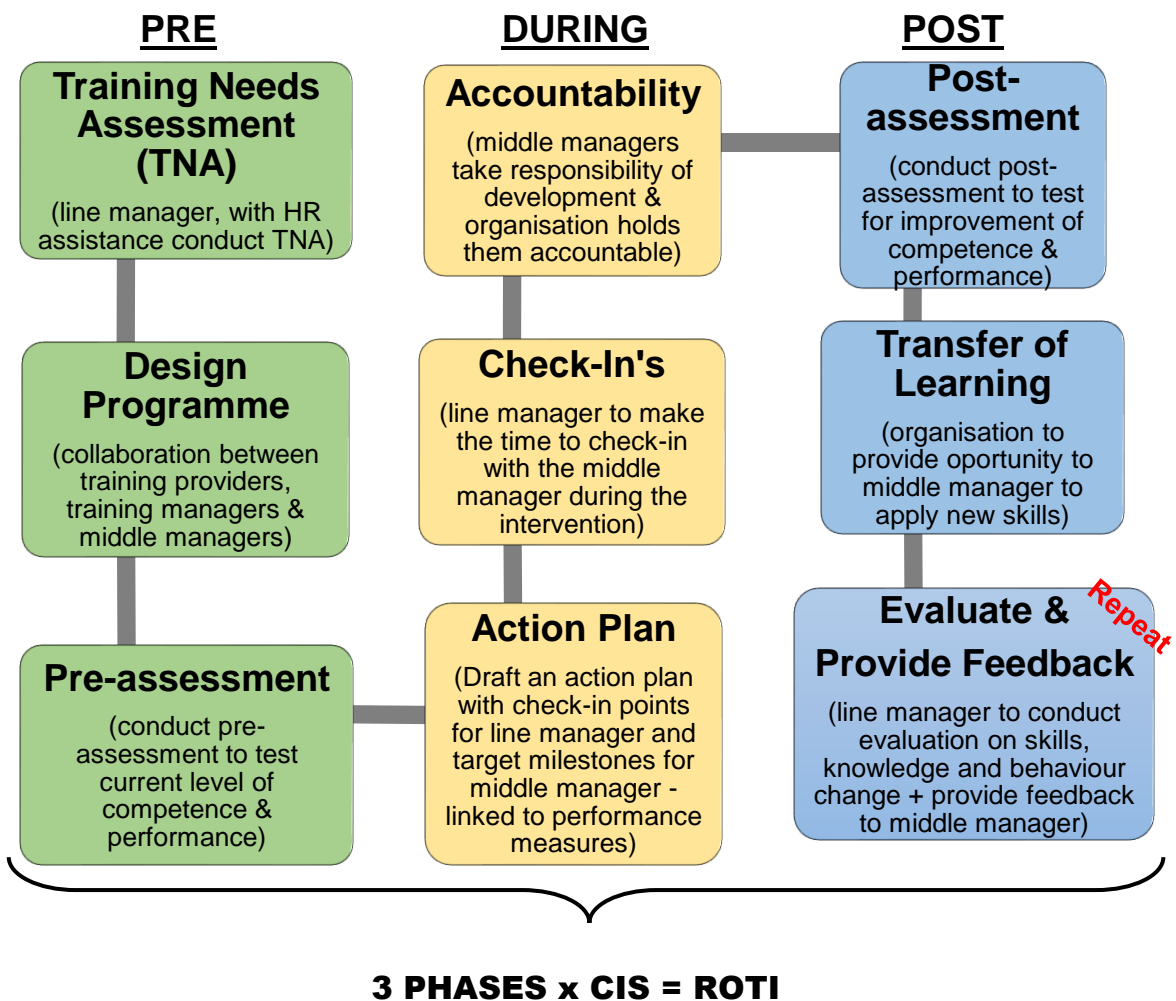 PRE
Training Needs
Assessment
(TNA)
(line manager, with HR
assistance conduct TNA)
Design
Programme
(collaboration between
training providers,
training managers &
middle managers)
Pre-assessment
(conduct pre-
assessment to test
current level of
competence &
performance)
DURING
Accountability
(middle managers
take responsibility of
development &
organisation holds
them accountable)
Check-In's
(line manager to make
the time to check-in
with the middle
manager during the
intervention)
Action Plan
(Draft an action plan
with check-in points
for line manager and
target milestones for
middle manager -
linked to performance
measures)
POST
Post-
assessment
(conduct post-
assessment to test
for improvement of
competence &
performance)
Transfer of
Learning
(organisation to
provide oportunity to
middle manager to
apply new skills)
Evaluate &
Provide Feedback
(line manager to conduct
evaluation on skills,
knowledge and behaviour
change + provide feedback
to middle manager)
Repeat
3 PHASES x CIS = ROTI